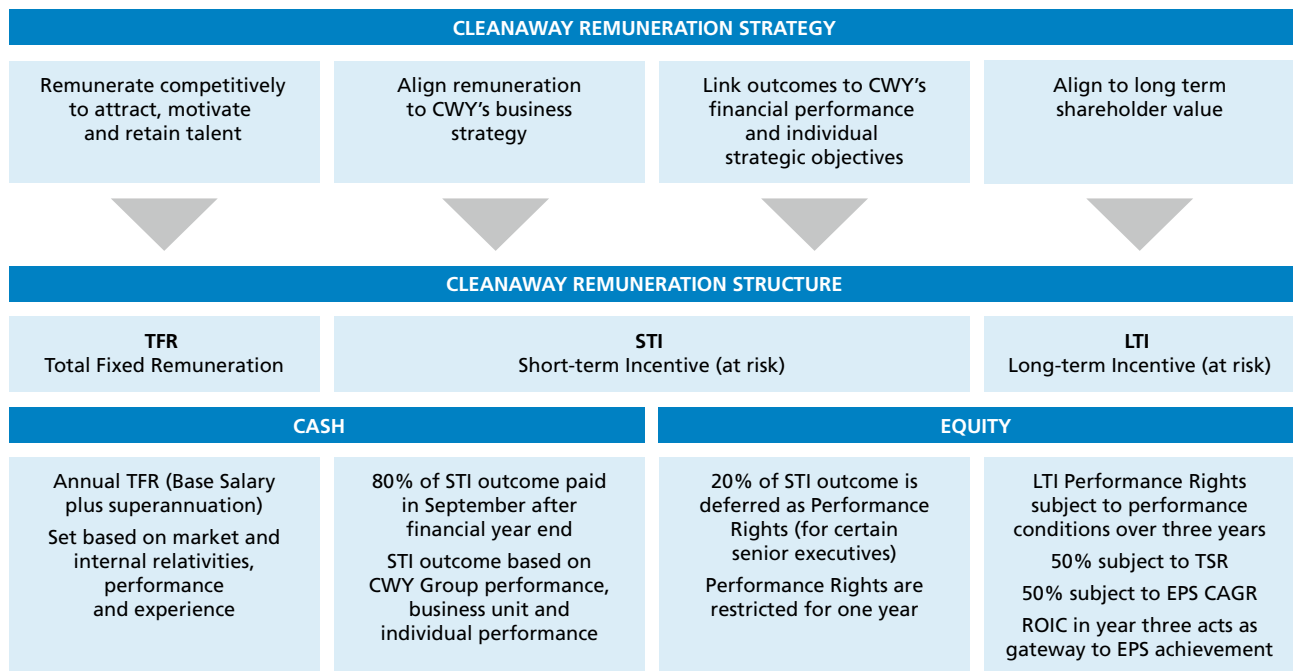 CLEANAWAY REMUNERATION STRATEGY
Remunerate competitively
to attract, motivate
and retain talent
Align remuneration
to CWY's business
strategy
Link outcomes to CWY's
financial performance
and individual
strategic objectives
Align to long term
shareholder value
CLEANAWAY REMUNERATION STRUCTURE
TFR
Total Fixed Remuneration
STI
Short-term Incentive (at risk)
LTI
Long-term Incentive (at risk)
CASH
EQUITY
Annual TFR (Base Salary
plus superannuation)
Set based on market and
internal relativities,
performance
and experience
80% of STI outcome paid
in September after
financial year end
STI outcome based on
CWY Group performance,
business unit and
individual performance
20% of STI outcome is
deferred as Performance
Rights (for certain
senior executives)
Performance Rights are
restricted for one year
LTI Performance Rights
subject to performance
conditions over three years
50% subject to TSR
50% subject to EPS CAGR
ROIC in year three acts as
gateway to EPS achievement